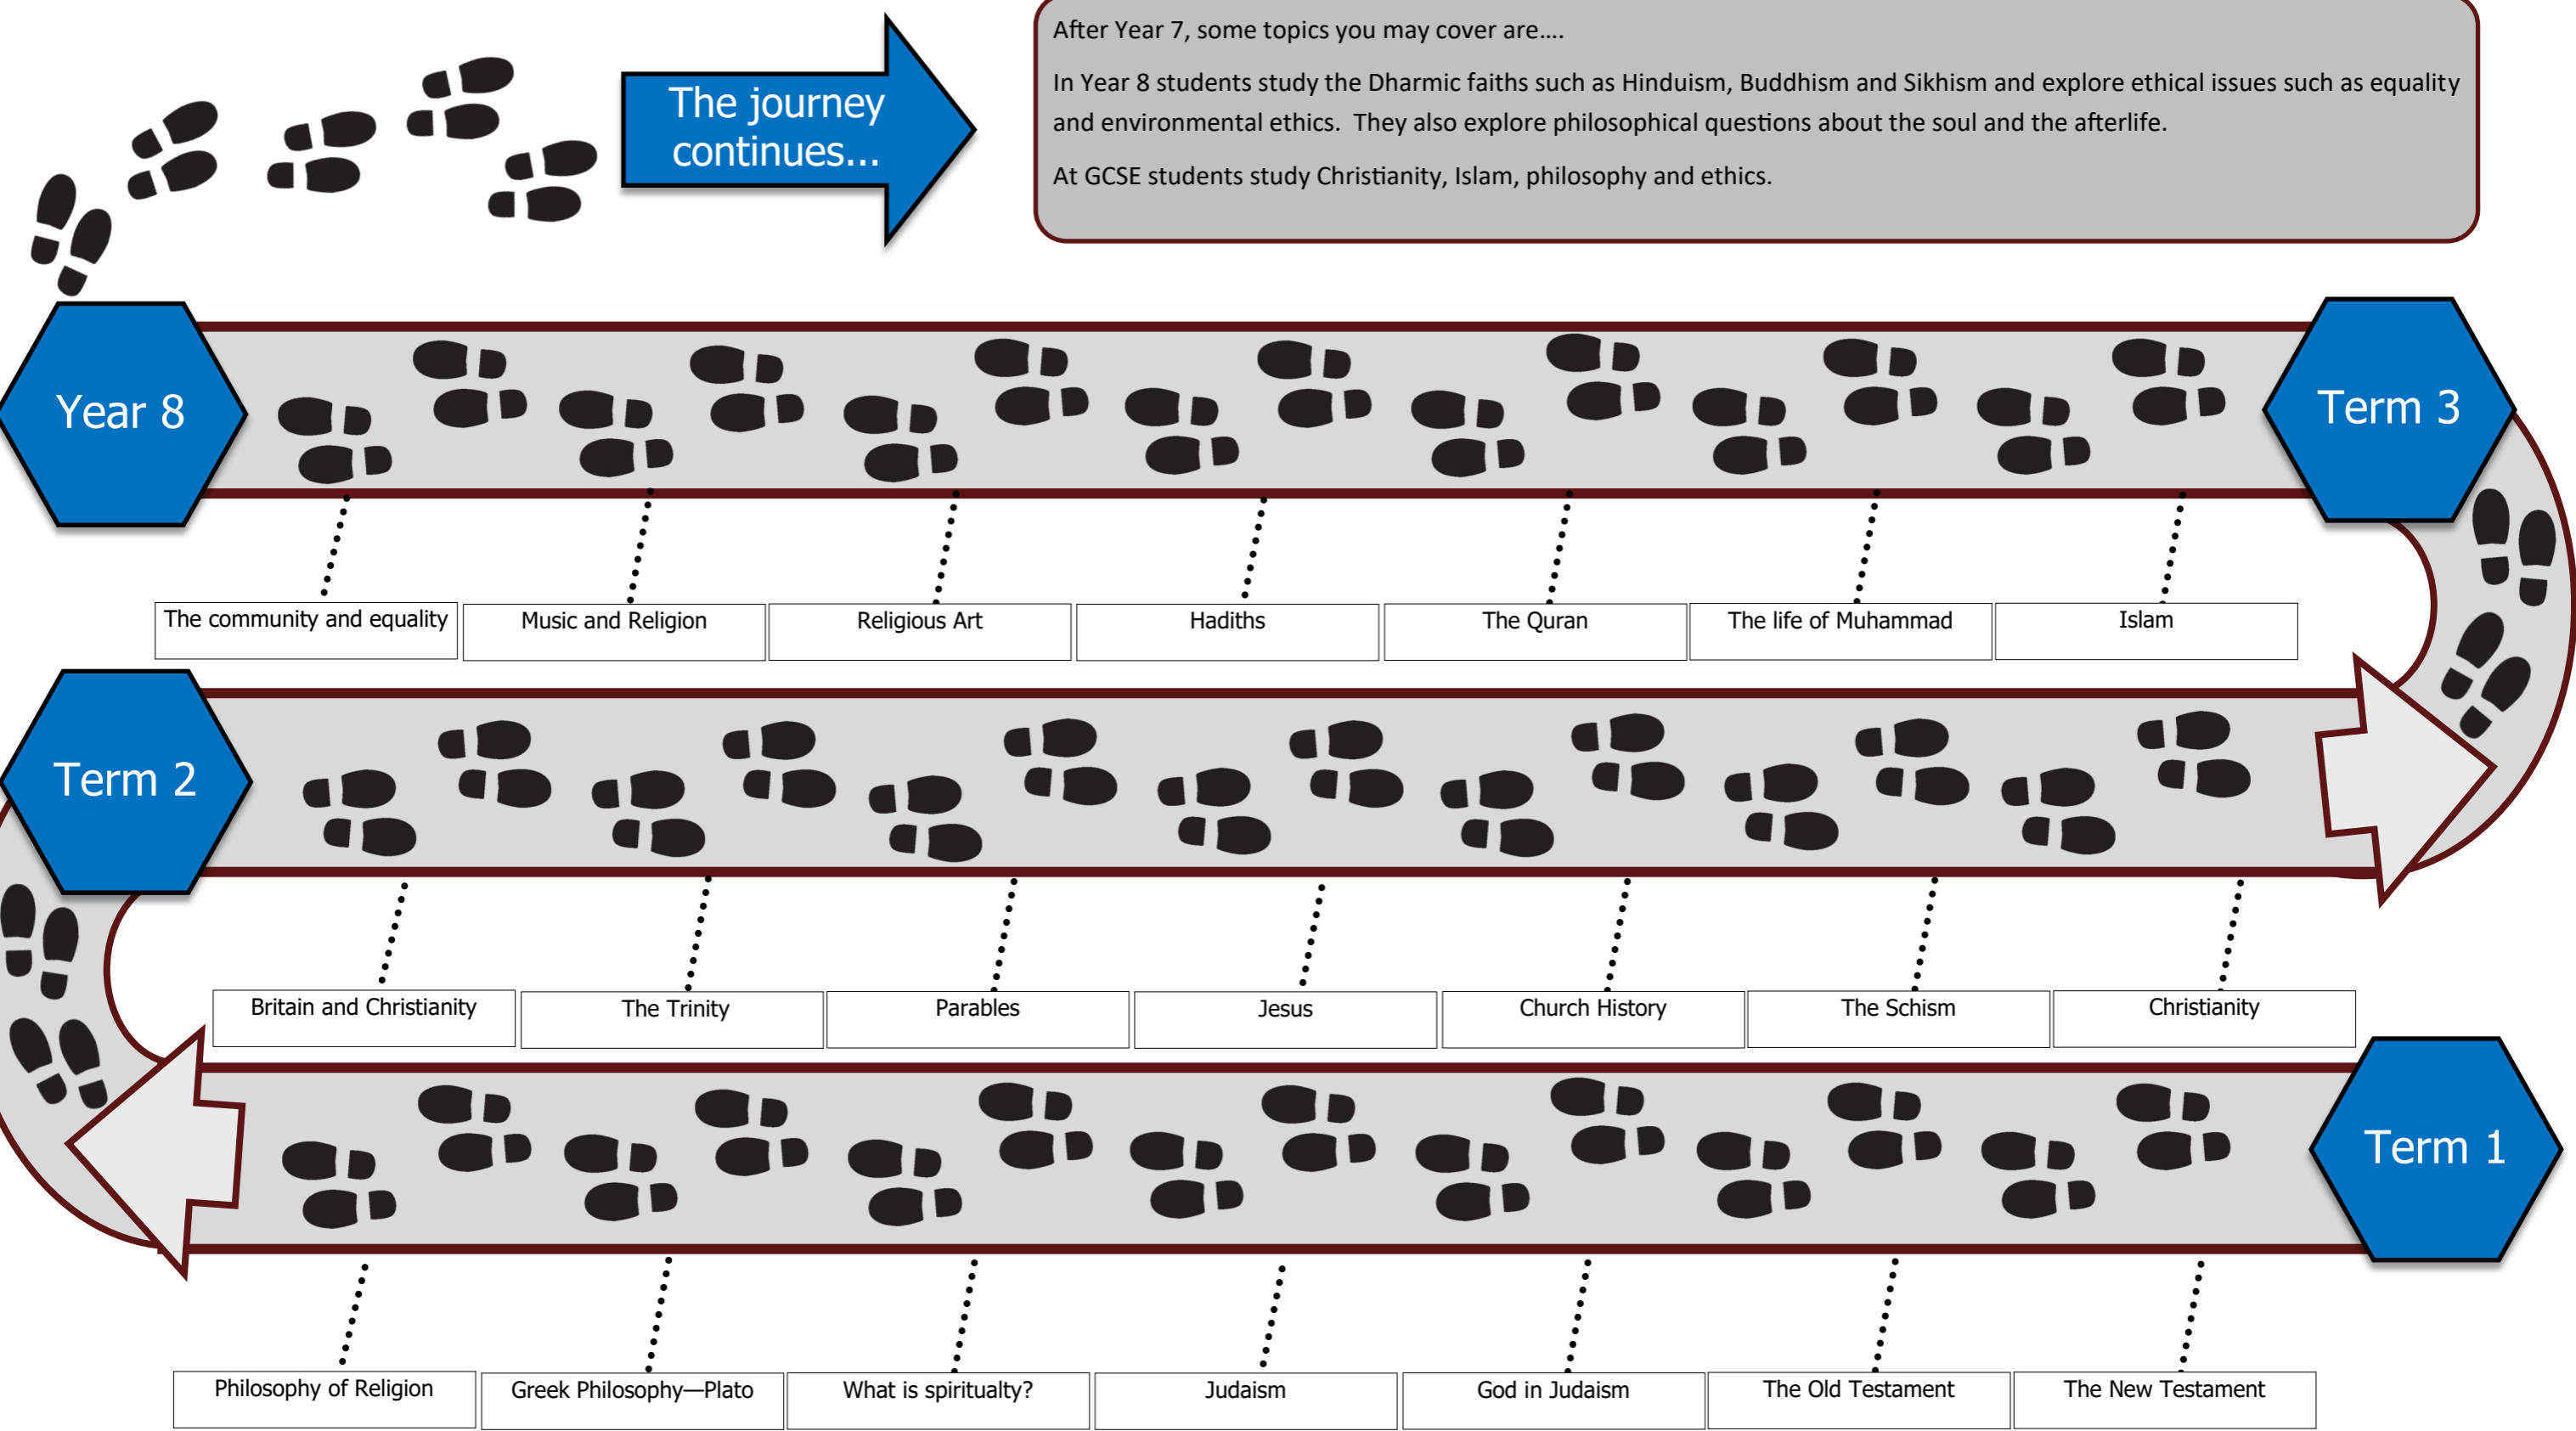 The journey
continues...
After Year 7, some topics you may cover are....
In Year 8 students study the Dharmic faiths such as Hinduism, Buddhism and Sikhism and explore ethical issues such as equality
and environmental ethics.  They also explore philosophical questions about the soul and the afterlife.
At GCSE students study Christianity, Islam, philosophy and ethics.
Year 8
Term 3
The community and equality
Music and Religion
Religious Art
Hadiths
The Quran
The life of Muhammad
Islam
Term 2
Britain and Christianity
The Trinity
Parables
Jesus
Church History
The Schism
Christianity
Term 1
Philosophy of Religion
Greek Philosophy—Plato
What is spiritualty?
Judaism
God in Judaism
The Old Testament
The New Testament